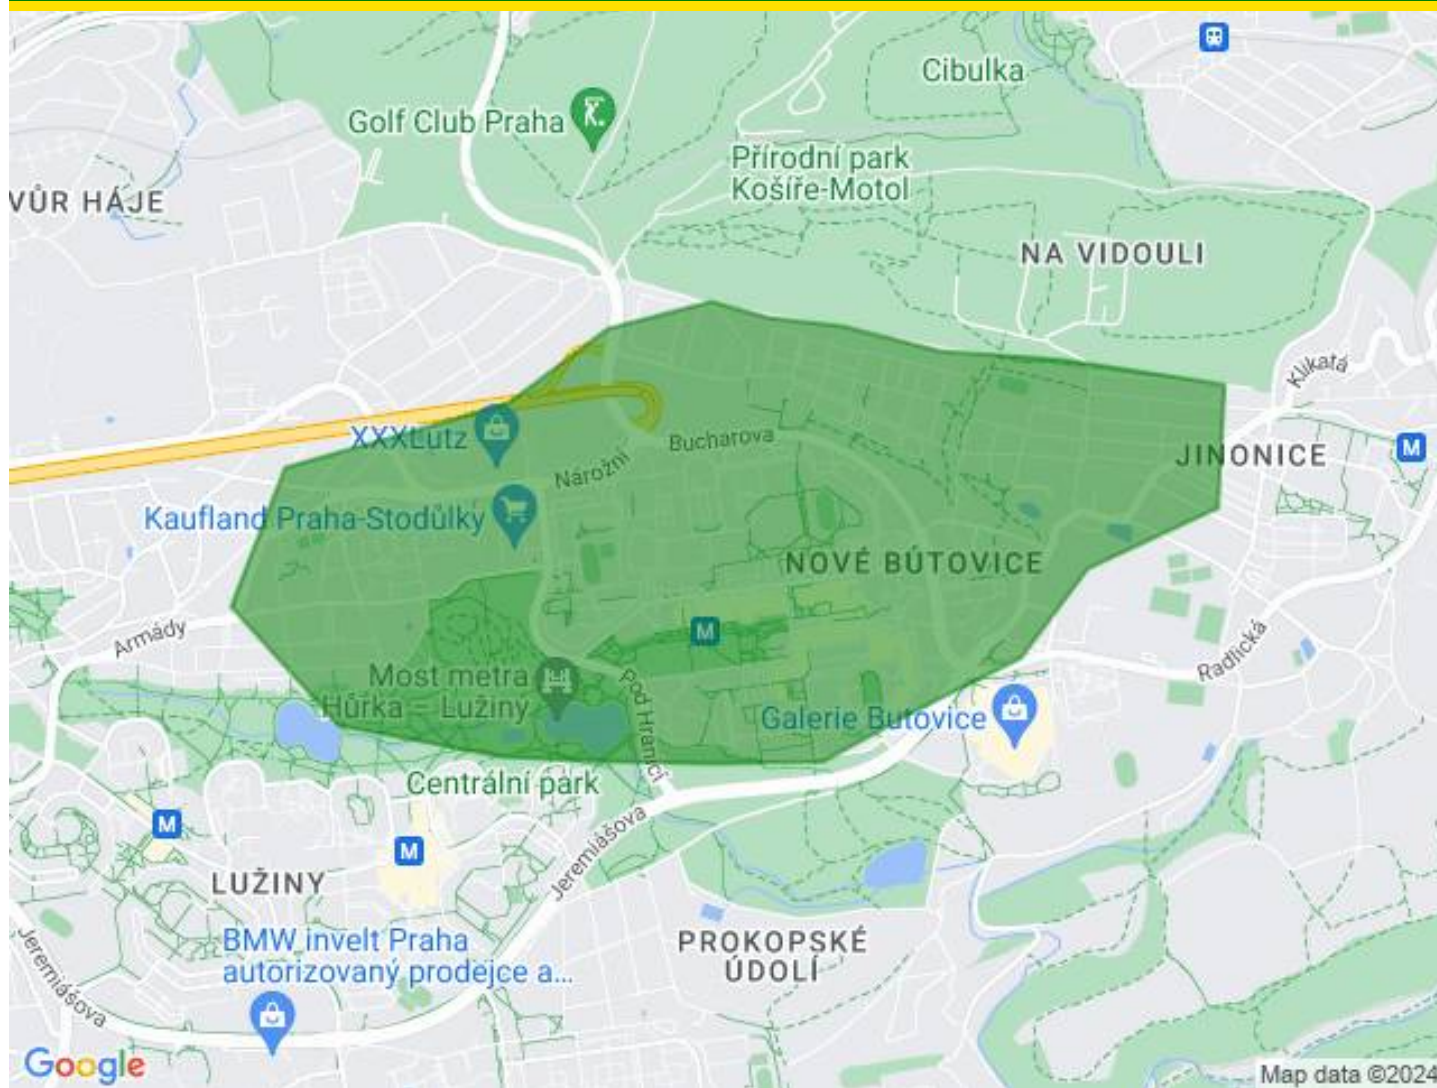 Cibulka
Golf Club Praha
Přírodní park
Košíře-Motol
VŮR HÁJE
NA VIDOULI
Klikatá
XXXLutz
Bucharova
JINONICE
M
Nárožní
Kaufland Praha-Stodůlky
NOVÉ BÚTOVICE
Armády
M
Radlická
Most metra
Hůrka – Lužiny
Pod Hranicí
Galerie Butovice
Centrální park
M
M
Jeremiášova
LUŽINY
BMW invelt Praha
autorizovaný prodejce a...
PROKOPSKÉ
ÚDOLÍ
Jeremiášova
Google
Map data ©2024